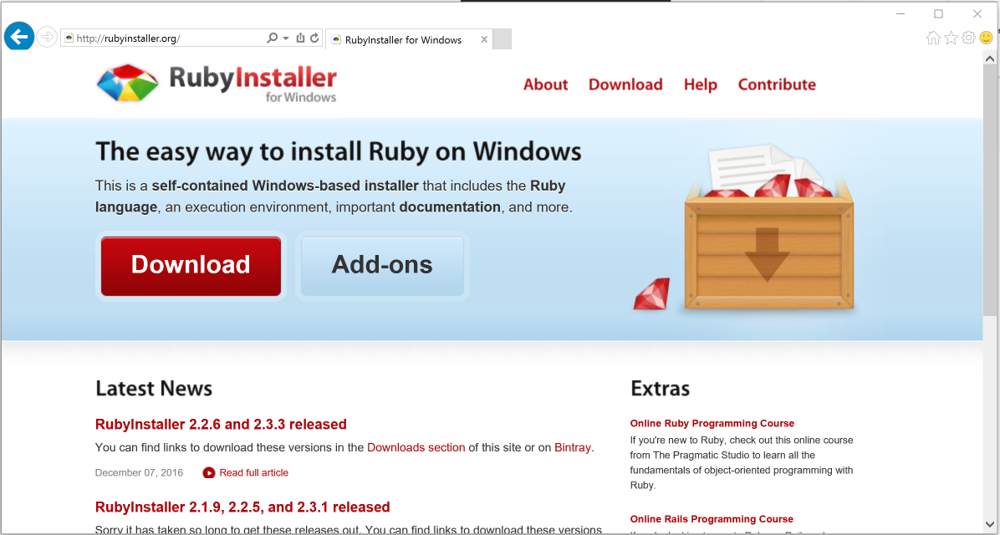 http://rubyinstaller.org/
RubyInstaller for Windows
RubyInstaller
for Windows
About Download Help Contribute
The easy way to install Ruby on Windows
This is a self-contained Windows-based installer that includes the Ruby
language, an execution environment, important documentation, and more.
Download Add-ons
Latest News
RubyInstaller 2.2.6 and 2.3.3 released
You can find links to download these versions in the Downloads section of this site or on Bintray.
December 07, 2016 Read full article
RubyInstaller 2.1.9, 2.2.5, and 2.3.1 released
Sorry it has taken so long to get these releases out. You can find links to download these versions
Extras
Online Ruby Programming Course
If you're new to Ruby, check out this online course
from The Pragmatic Studio to learn all the
fundamentals of object-oriented programming with
Ruby.
Online Rails Programming Course